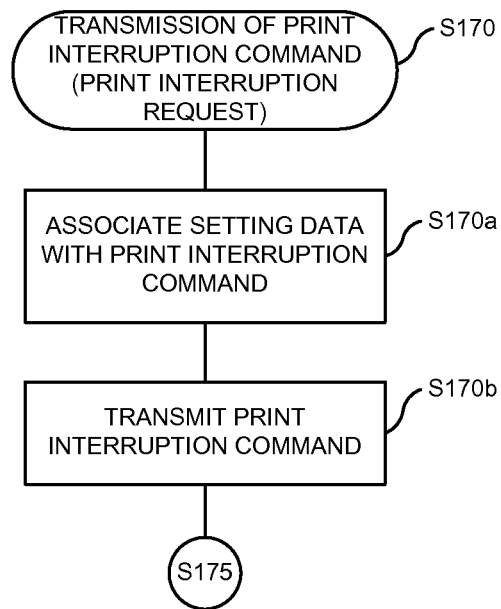 TRANSMISSION OF PRINT
INTERRUPTION COMMAND
(PRINT INTERRUPTION
REQUEST)
S170
ASSOCIATE SETTING DATA
WITH PRINT INTERRUPTION
COMMAND
S170a
TRANSMIT PRINT
INTERRUPTION COMMAND
S170b
S175